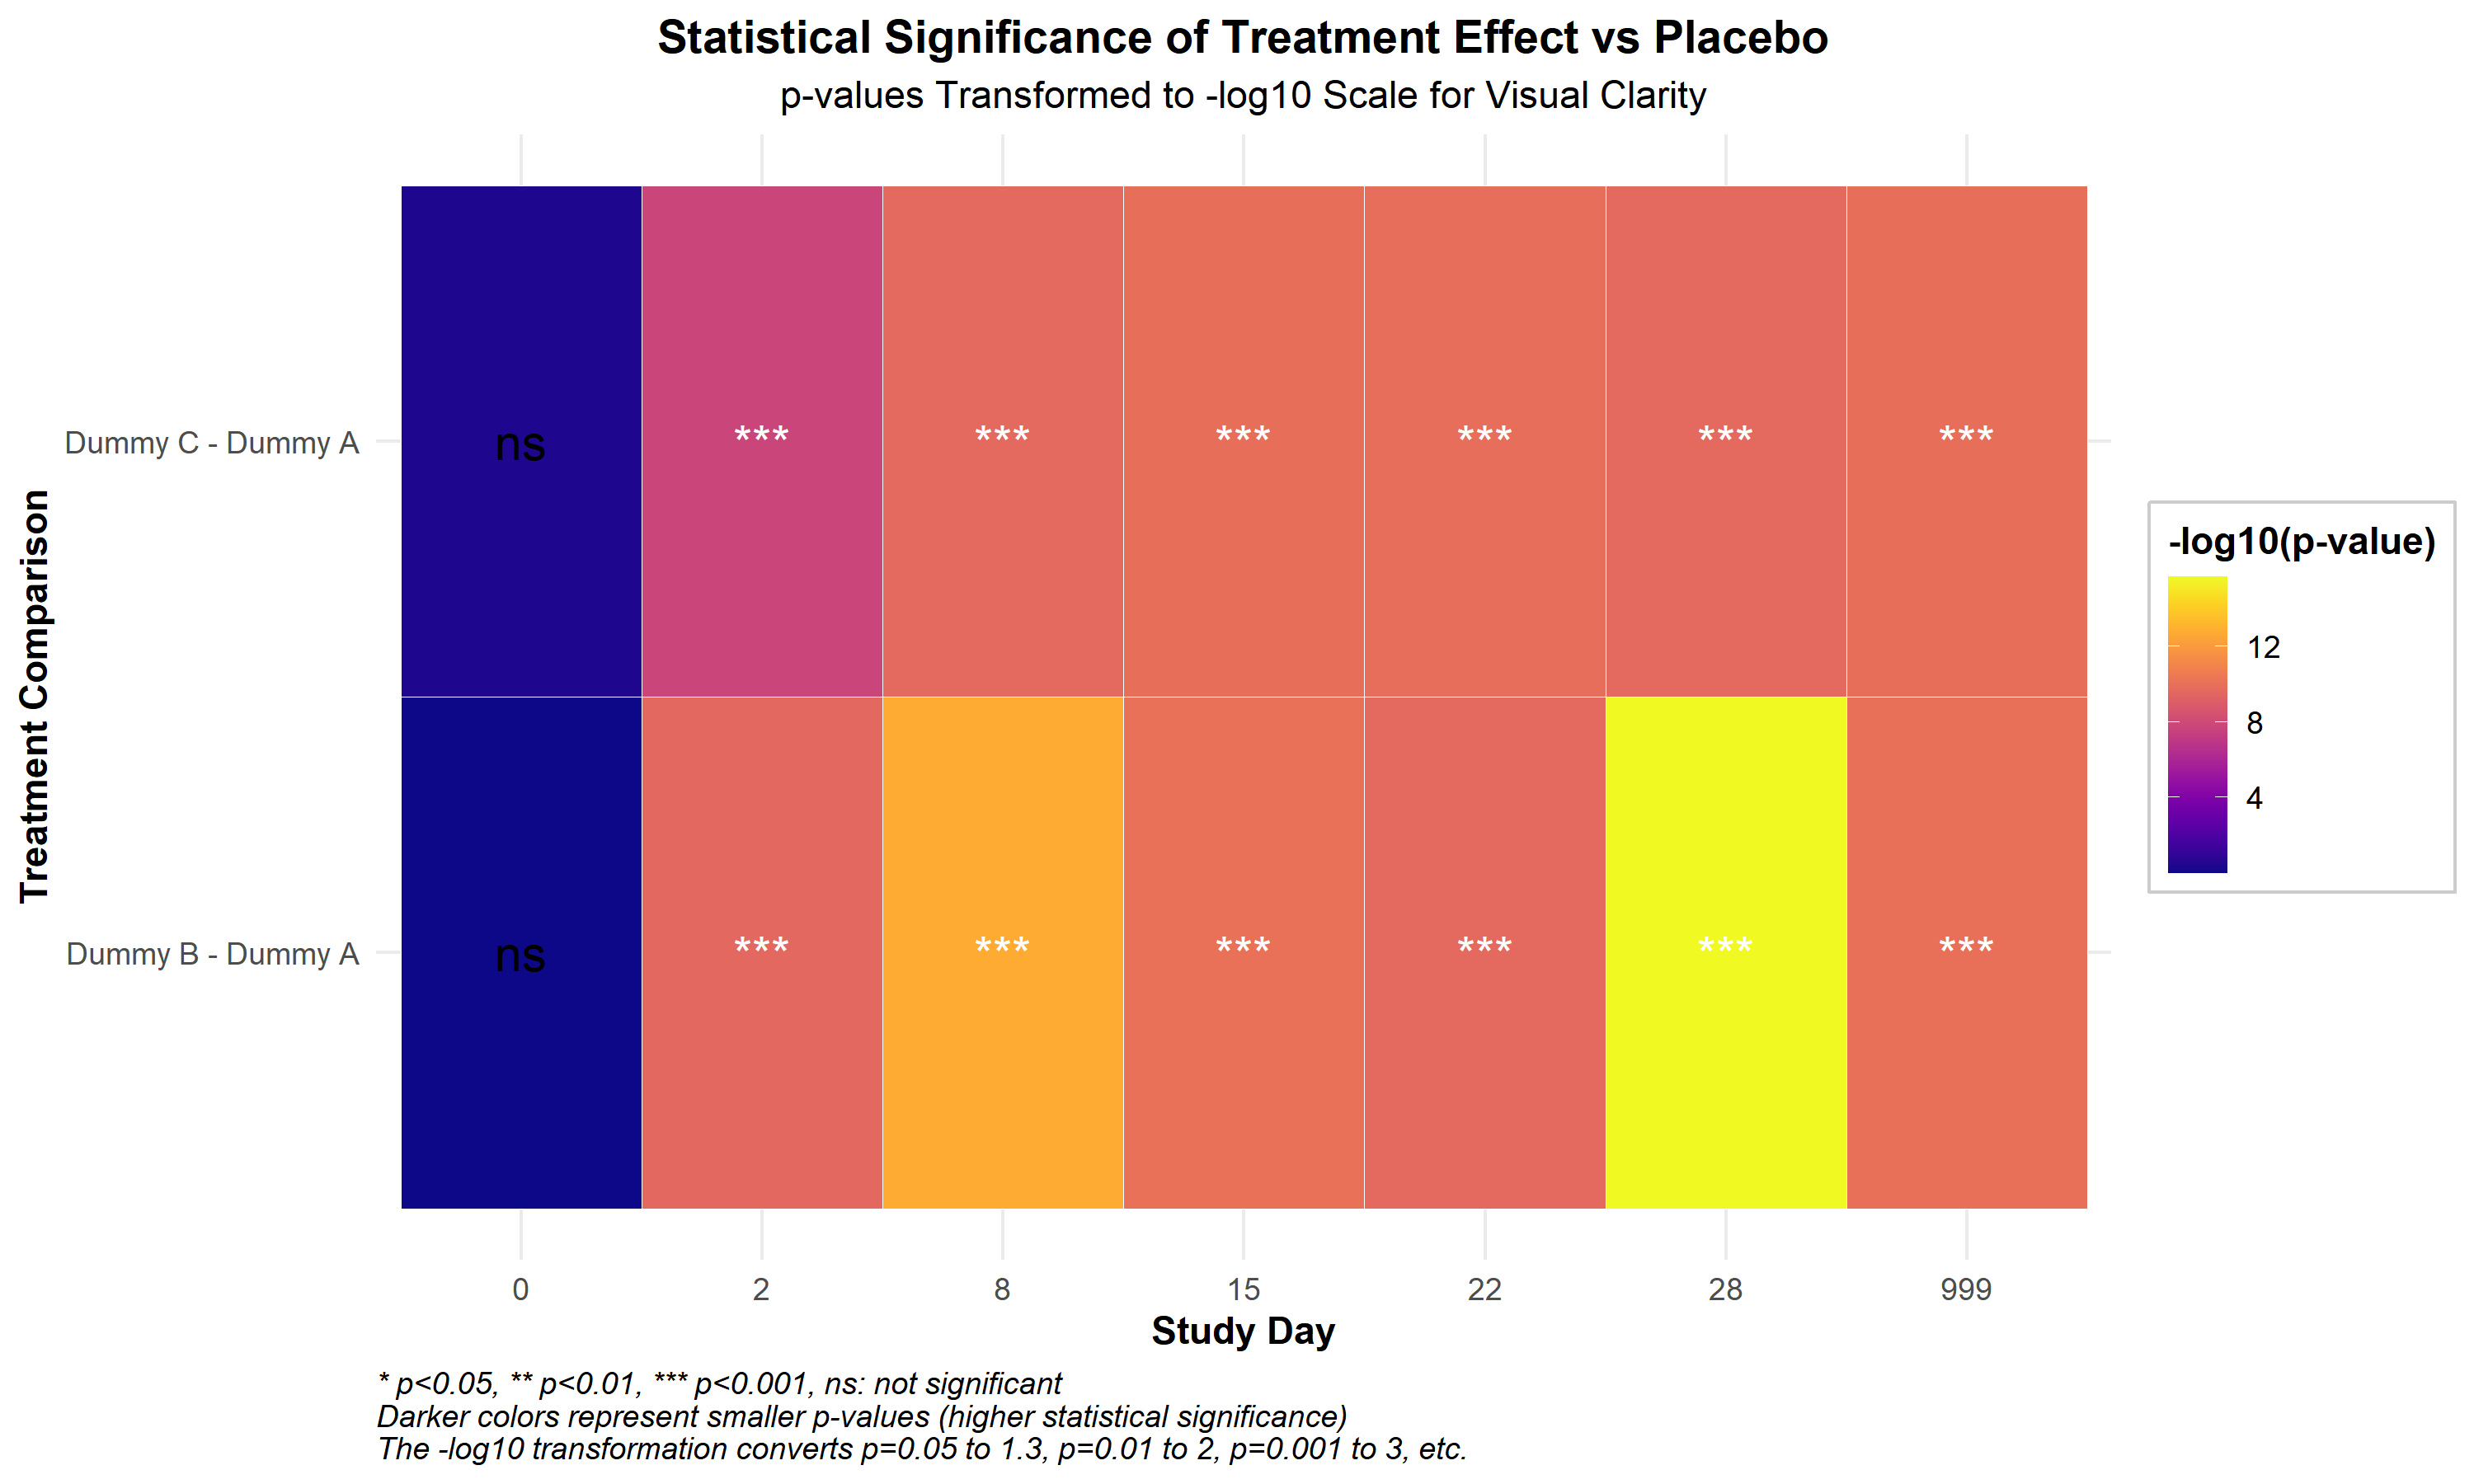 Statistical Significance of Treatment Effect vs Placebo
p-values Transformed to -log10 Scale for Visual Clarity
Treatment Comparison
Dummy C - Dummy A
ns
***
***
***
***
***
***
Dummy B - Dummy A
ns
***
***
***
***
***
***
0
2
8
15
22
28
999
Study Day
-log10(p-value)
12
8
4
* p<0.05, ** p<0.01, *** p<0.001, ns: not significant
Darker colors represent smaller p-values (higher statistical significance)
The -log10 transformation converts p=0.05 to 1.3, p=0.01 to 2, p=0.001 to 3, etc.